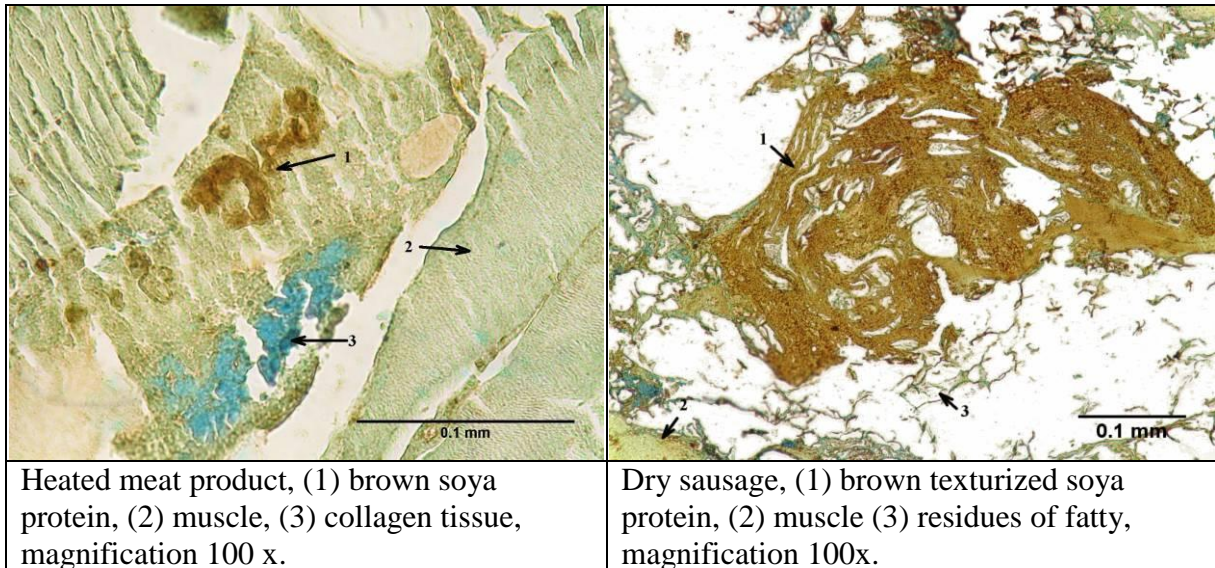 1
2
3
0.1 mm
1
2
3
0.1 mm
Heated meat product, (1) brown soya
protein, (2) muscle, (3) collagen tissue,
magnification 100 x.
Dry sausage, (1) brown texturized soya
protein, (2) muscle (3) residues of fatty,
magnification 100x.